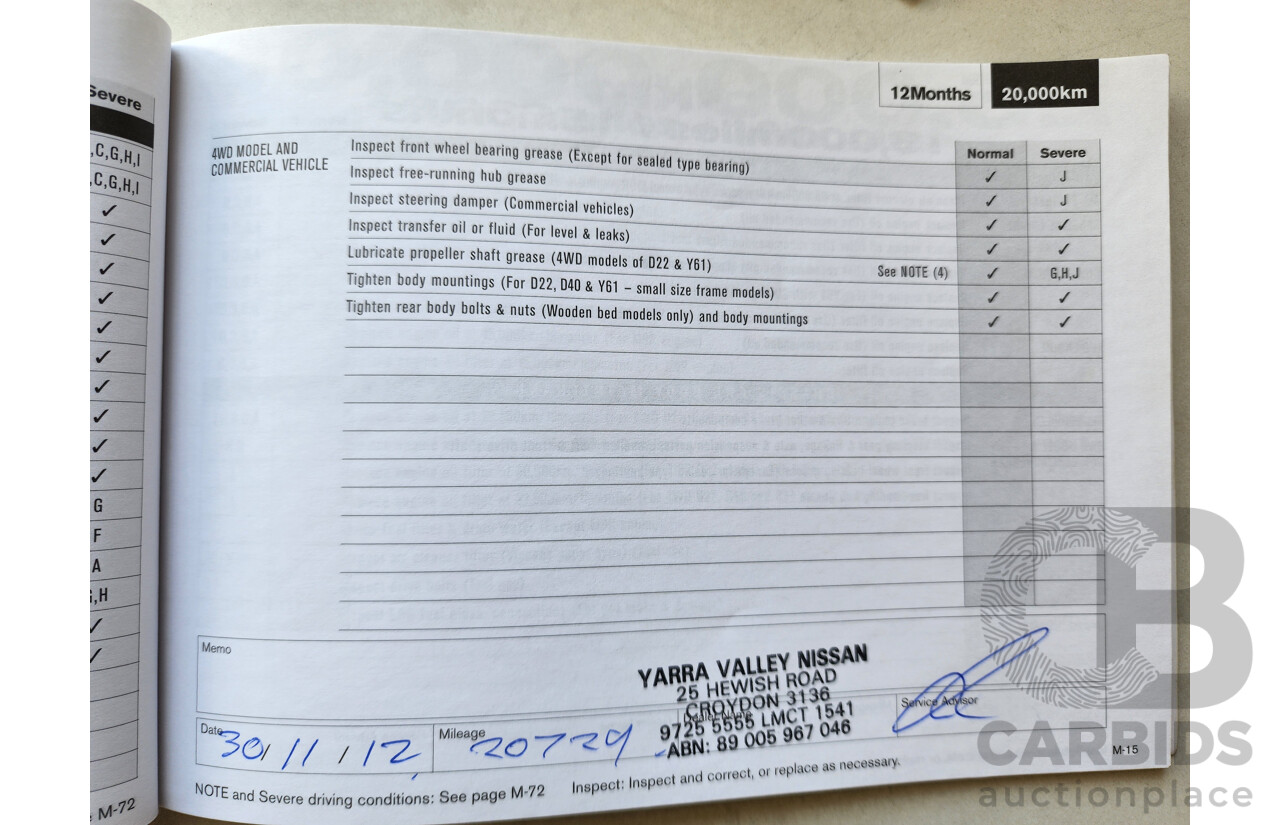 Severe
,C,G,H,I
,C,G,H,I
✓
✓
✓
✓
✓
✓
✓
✓
✓
✓
G
F
A
G,H
✓
✓
M-72
12Months 20,000km
Normal Severe
4WD MODEL AND
COMMERCIAL VEHICLE
Inspect front wheel bearing grease (Except for sealed type bearing) ✓ J
Inspect free-running hub grease ✓ J
Inspect steering damper (Commercial vehicles) ✓ ✓
Inspect transfer oil or fluid (For level & leaks) ✓ ✓
Lubricate propeller shaft grease (4WD models of D22 & Y61) See NOTE (4) ✓ G,H,J
Tighten body mountings (For D22, D40 & Y61 – small size frame models) ✓ ✓
Tighten rear body bolts & nuts (Wooden bed models only) and body mountings ✓ ✓
Memo
YARRA VALLEY NISSAN
25 HEWISH ROAD
CROYDON 3136
9725 5555 LMCT 1541
ABN: 89 005 967 046
Dealer Name
Service Advisor
Date 30/11/12
Mileage 20729
NOTE and Severe driving conditions: See page M-72 Inspect: Inspect and correct, or replace as necessary.
M-15
CB
CARBIDS
auctionplace